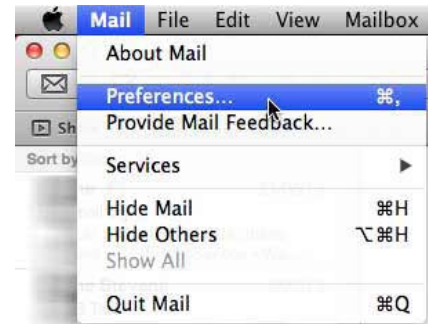 Mail File Edit View Mailbox
About Mail
Preferences... ⌘,
Sh
Provide Mail Feedback...
Sort by
Services
Hide Mail ⌘H
Hide Others ⌥⌘H
Show All
Quit Mail ⌘Q